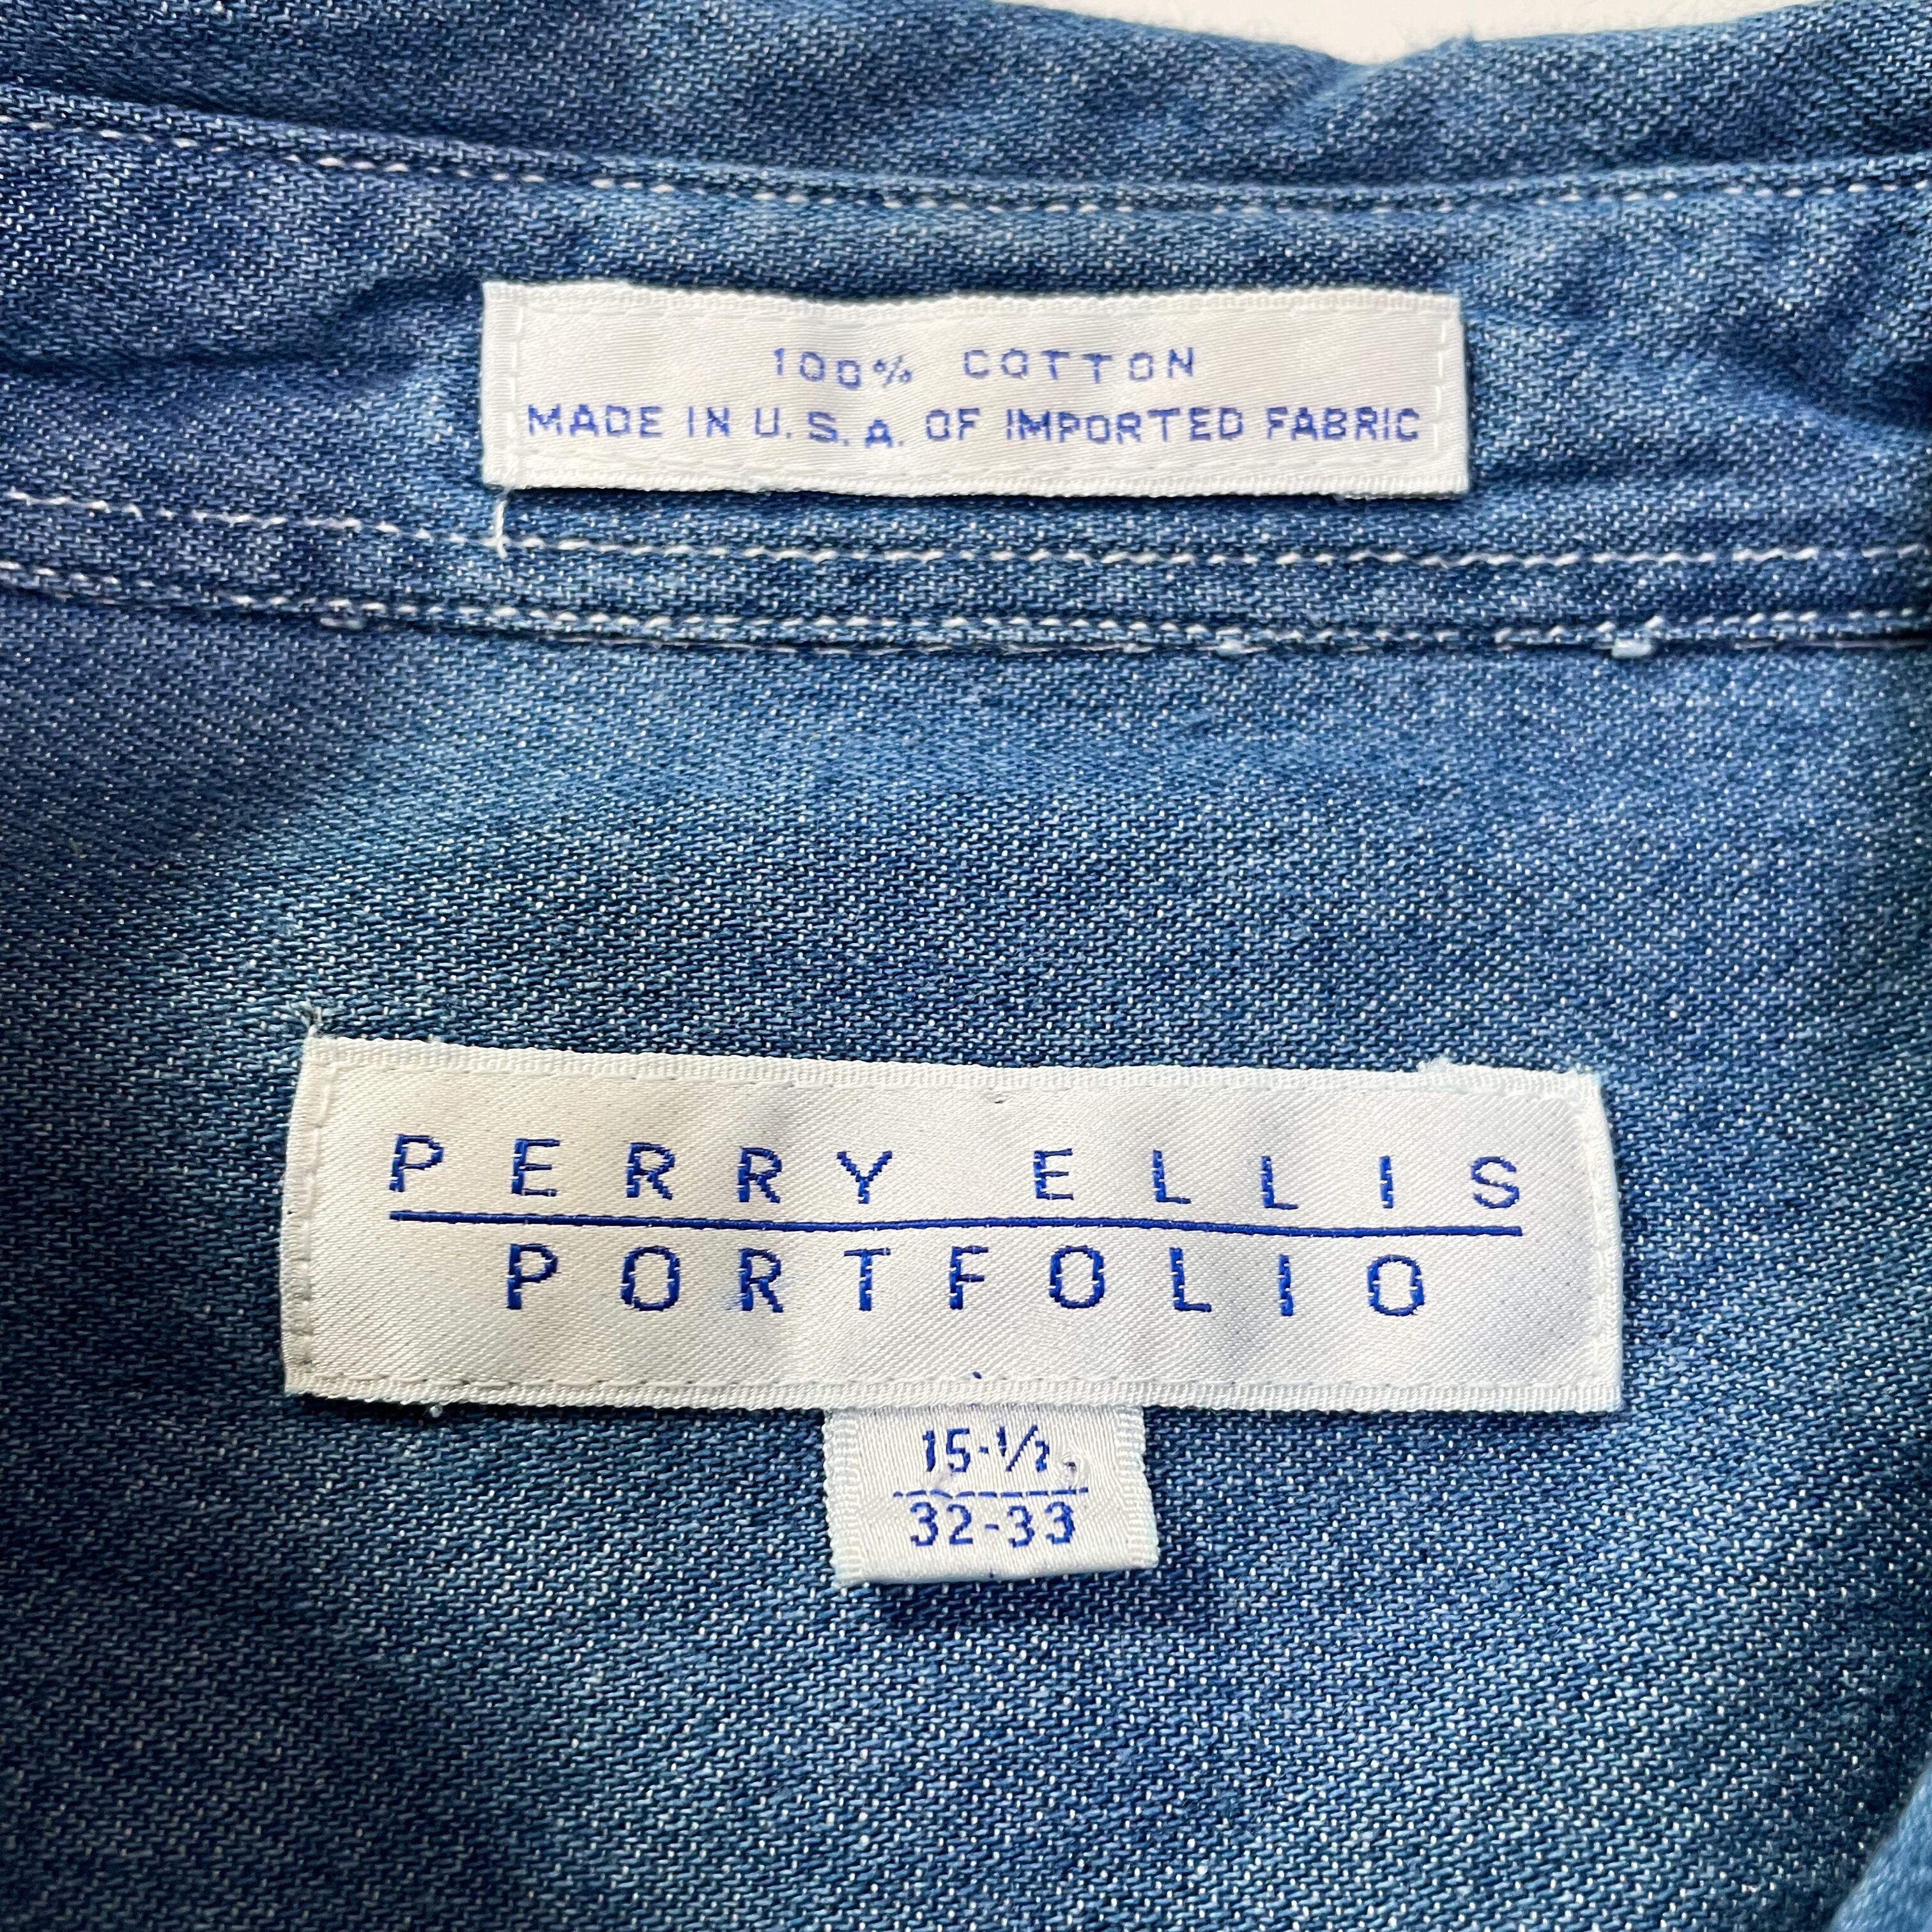 100% COTTON
MADE IN U.S.A. OF IMPORTED FABRIC
PERRY ELLIS
PORTFOLIO
15-1/2
32-33